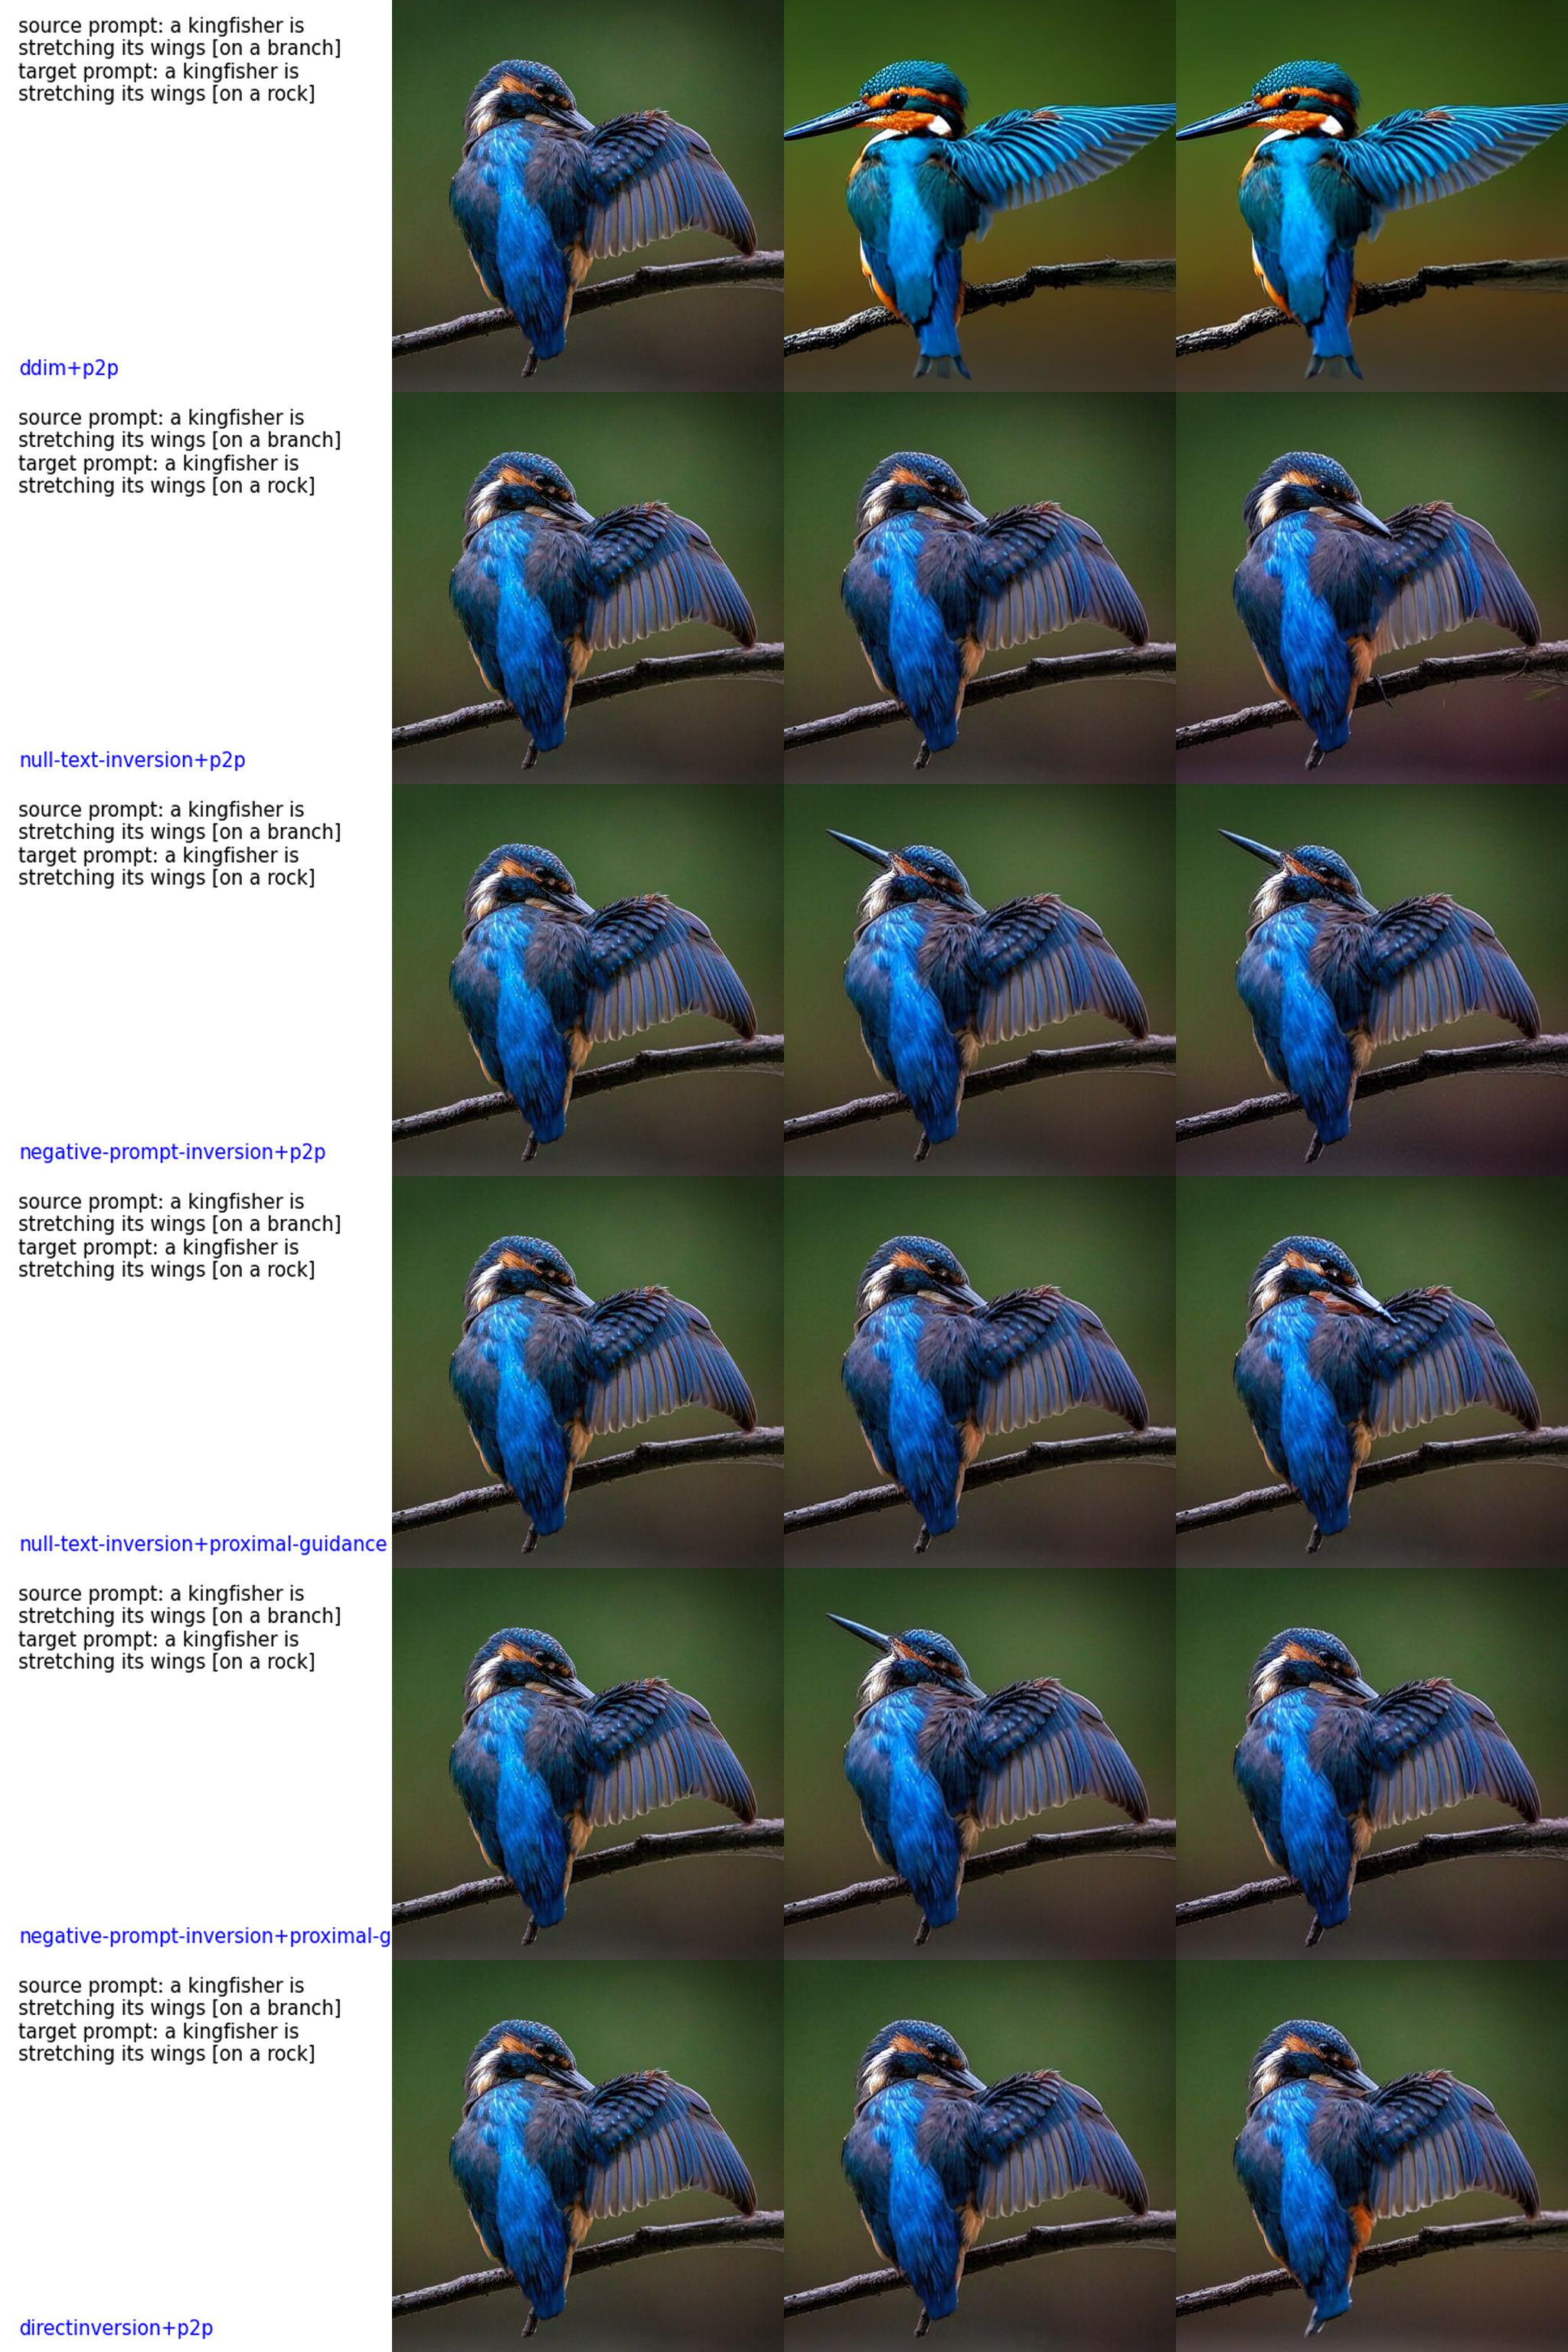 source prompt: a kingfisher is
stretching its wings [on a branch]
target prompt: a kingfisher is
stretching its wings [on a rock]
ddim+p2p
source prompt: a kingfisher is
stretching its wings [on a branch]
target prompt: a kingfisher is
stretching its wings [on a rock]
null-text-inversion+p2p
source prompt: a kingfisher is
stretching its wings [on a branch]
target prompt: a kingfisher is
stretching its wings [on a rock]
negative-prompt-inversion+p2p
source prompt: a kingfisher is
stretching its wings [on a branch]
target prompt: a kingfisher is
stretching its wings [on a rock]
null-text-inversion+proximal-guidance
source prompt: a kingfisher is
stretching its wings [on a branch]
target prompt: a kingfisher is
stretching its wings [on a rock]
negative-prompt-inversion+proximal-g
source prompt: a kingfisher is
stretching its wings [on a branch]
target prompt: a kingfisher is
stretching its wings [on a rock]
directinversion+p2p